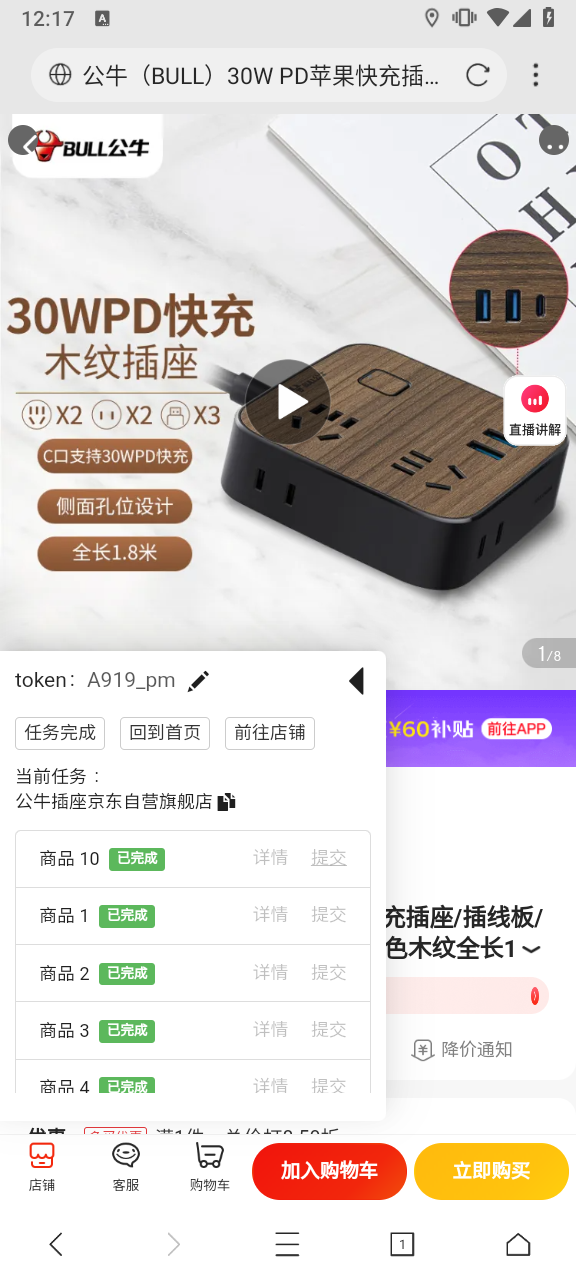 12:17
A
公牛（BULL）30W PD苹果快充插...
BULL公牛
30WPD快充
木纹插座
X2 X2 X3
C口支持30WPD快充
侧面孔位设计
全长1.8米
直播讲解
1/8
token: A919_pm
任务完成 回到首页 前往店铺
¥60补贴 前往APP
当前任务：
公牛插座京东自营旗舰店
商品 10 已完成 详情 提交
商品 1 已完成 详情 提交
商品 2 已完成 详情 提交
商品 3 已完成 详情 提交
商品 4 已完成 详情 提交
充插座/插线板/
色木纹全长1
降价通知
店铺 客服 购物车 加入购物车 立即购买
1